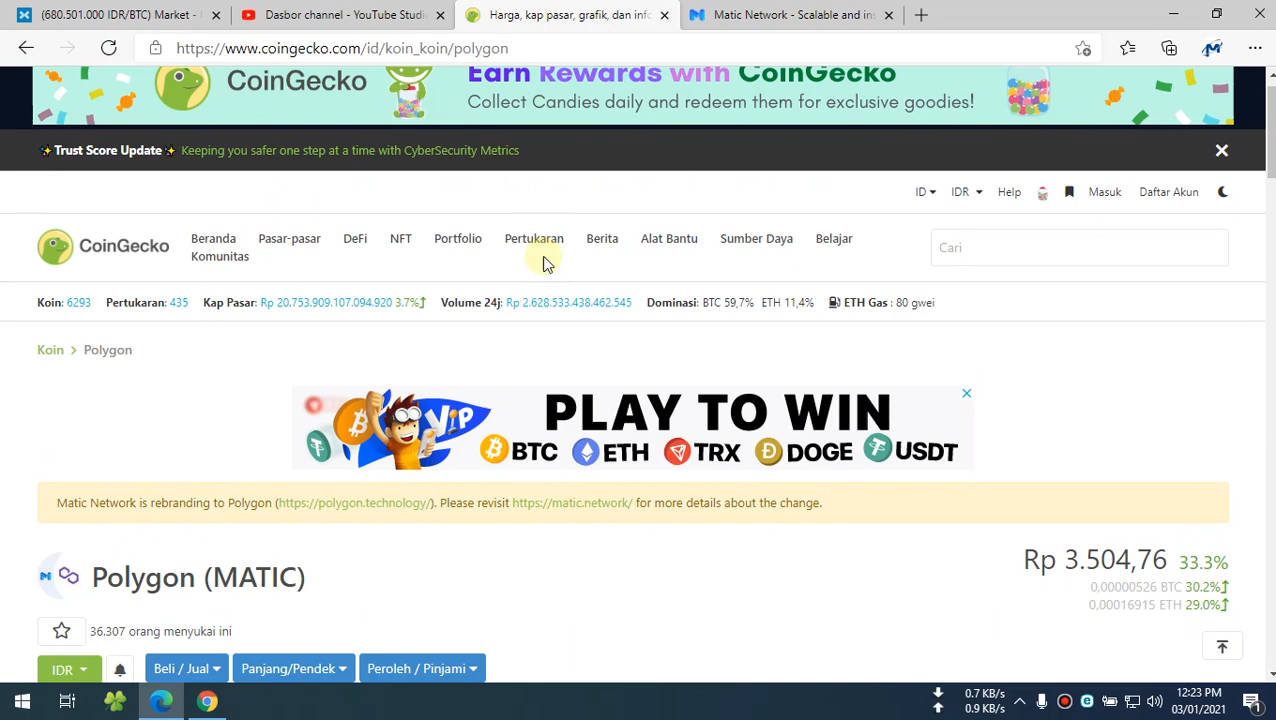 (680.501.000 IDR/BTC) Market -
Dasbor channel - YouTube Studi
Harga, kap pasar, grafik, dan info
Matic Network - Scalable and ins
https://www.coingecko.com/id/koin_koin/polygon
CoinGecko
Earn Rewards with CoinGecko
Collect Candies daily and redeem them for exclusive goodies!
✨Trust Score Update✨ Keeping you safer one step at a time with CyberSecurity Metrics
ID IDR Help Masuk Daftar Akun
CoinGecko
Beranda Pasar-pasar DeFi NFT Portfolio Pertukaran Berita Alat Bantu Sumber Daya Belajar
Komunitas
Cari
Koin: 6293 Pertukaran: 435 Kap Pasar: Rp 20.753.909.107.094.920 3.7% Volume 24j: Rp 2.628.533.438.462.545 Dominasi: BTC 59,7% ETH 11,4% ETH Gas : 80 gwei
Koin > Polygon
VIP
PLAY TO WIN
BTC ETH TRX DOGE USDT
Matic Network is rebranding to Polygon (https://polygon.technology/). Please revisit https://matic.network/ for more details about the change.
Polygon (MATIC)
Rp 3.504,76 33.3%
0,00000526 BTC 30.2%
0,00016915 ETH 29.0%
36.307 orang menyukai ini
IDR Beli / Jual Panjang/Pendek Peroleh / Pinjami
0.7 KB/s
0.9 KB/s
12:23 PM
03/01/2021
1